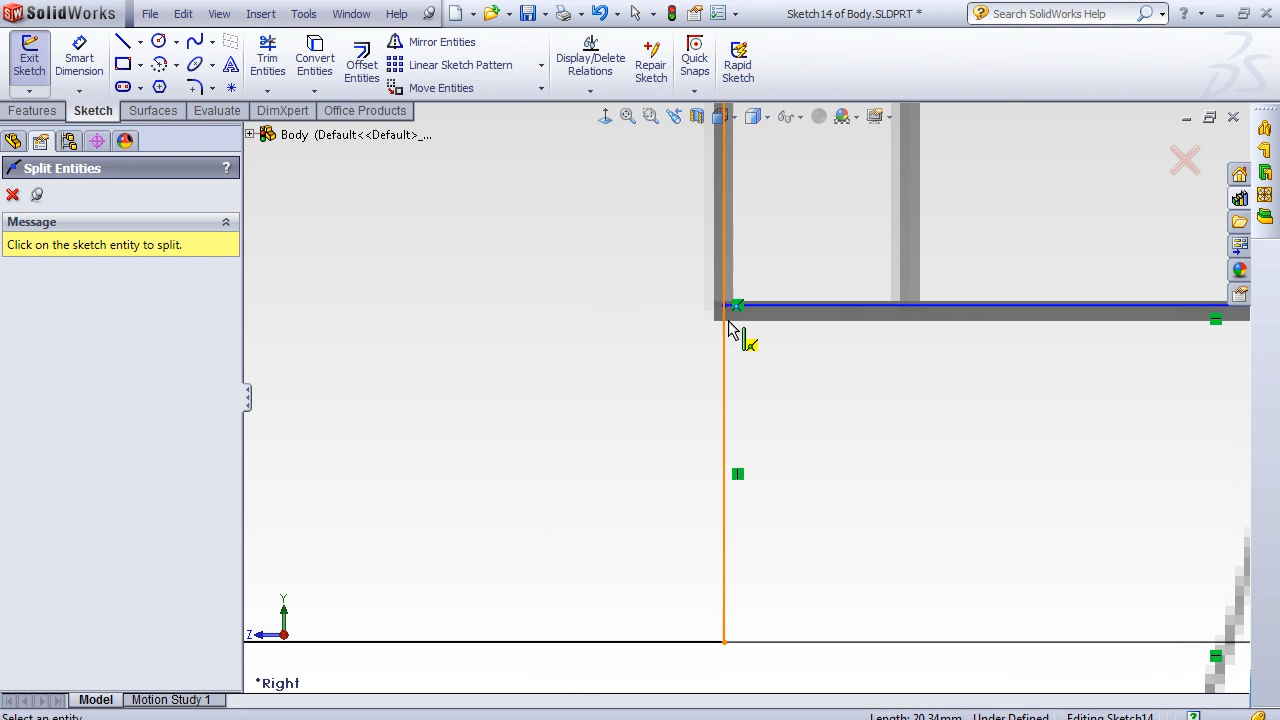 SolidWorks File Edit View Insert Tools Window Help Sketch14 of Body.SLDPRT * Search SolidWorks Help
Exit Sketch
Smart Dimension
Trim Entities
Convert Entities
Offset Entities
Mirror Entities
Linear Sketch Pattern
Move Entities
Display/Delete Relations
Repair Sketch
Quick Snaps
Rapid Sketch
Features Sketch Surfaces Evaluate DimXpert Office Products
Body (Default<<Default>_...
Split Entities ?
Message
Click on the sketch entity to split.
Y
Z
*Right
Model Motion Study 1
Select an entity Length: 20.34mm Under Defined Editing Sketch14